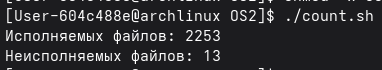 [User-604c488e@archlinux OS2]$ ./count.sh
Исполняемых файлов: 2253
Неисполняемых файлов: 13